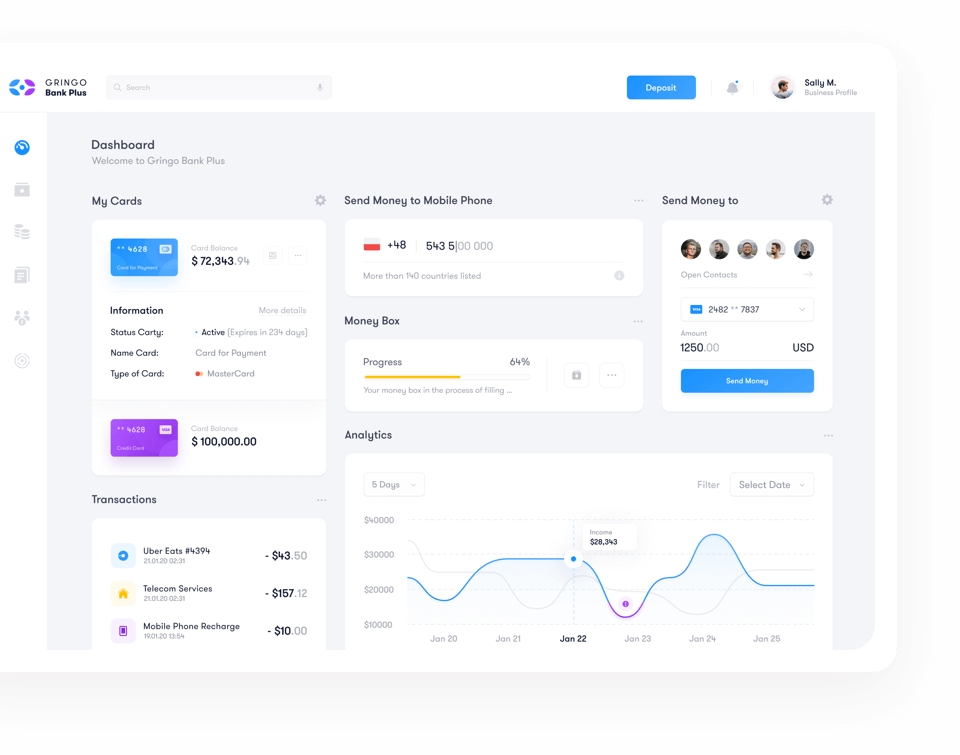 GRINGO
Bank Plus
Search
Deposit
Sally M.
Business Profile
Dashboard
Welcome to Gringo Bank Plus
My Cards
** 4628
Card for Payment
Card Balance
$ 72,343.94
...
Information
More details
Status Carty:
• Active (Expires in 234 days)
Name Card:
Card for Payment
Type of Card:
MasterCard
** 4628
VISA
Credit Card
Card Balance
$ 100,000.00
Transactions
...
Uber Eats #4394
21.01.20 02:31
- $43.50
Telecom Services
21.01.20 02:31
- $157.12
Mobile Phone Recharge
19.01.20 13:54
- $10.00
Send Money to Mobile Phone
...
+48
543 5|00 000
More than 140 countries listed
Money Box
...
Progress
64%
Your money box in the process of filling ...
...
Send Money to
Open Contacts
VISA
2482 ** 7837
Amount
1250.00
USD
Send Money
Analytics
...
5 Days
Filter
Select Date
$40000
$30000
$20000
$10000
Income
$28,343
Jan 20
Jan 21
Jan 22
Jan 23
Jan 24
Jan 25